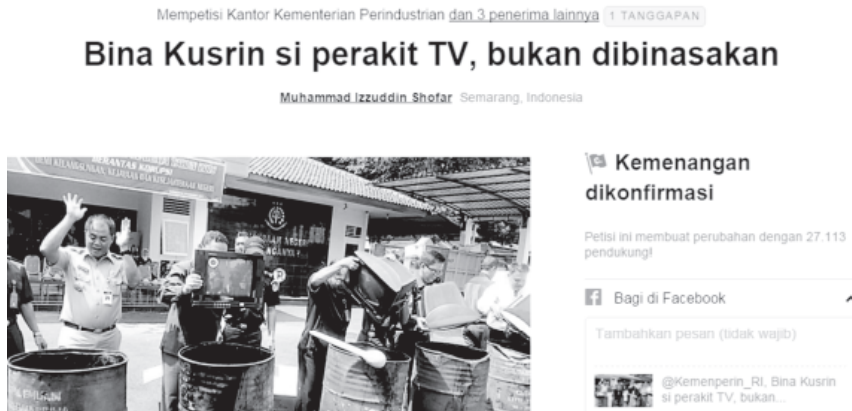 Mempetisi Kantor Kementerian Perindustrian dan 3 penerima lainnya 1 TANGGAPAN
Bina Kusrin si perakit TV, bukan dibinasakan
Muhammad Izzuddin Shofar Semarang, Indonesia
BERANTAS KORUPSI
Kemenangan
dikonfirmasi
Petisi ini membuat perubahan dengan 27.113
pendukung!
Bagi di Facebook
Tambahkan pesan (tidak wajib)
@Kemenperin_RI, Bina Kusrin
si perakit TV, bukan...